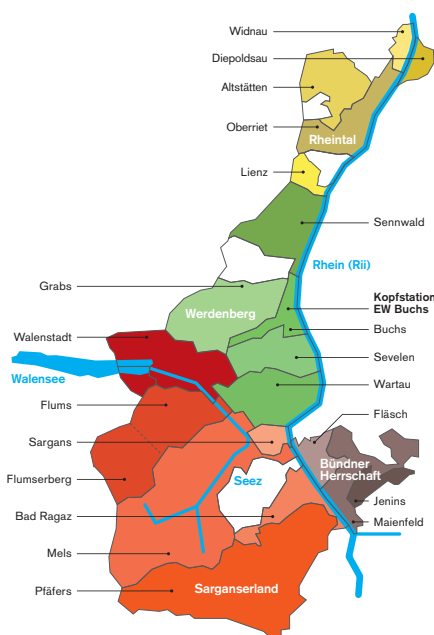 Widnau
Diepoldsau
Altstätten
Oberriet
Rheintal
Lienz
Sennwald
Rhein (Rii)
Grabs
Kopfstation
EW Buchs
Werdenberg
Buchs
Walenstadt
Sevelen
Walensee
Wartau
Flums
Fläsch
Sargans
Bündner
Herrschaft
Flumserberg
Seez
Jenins
Bad Ragaz
Maienfeld
Mels
Pfäfers
Sarganserland